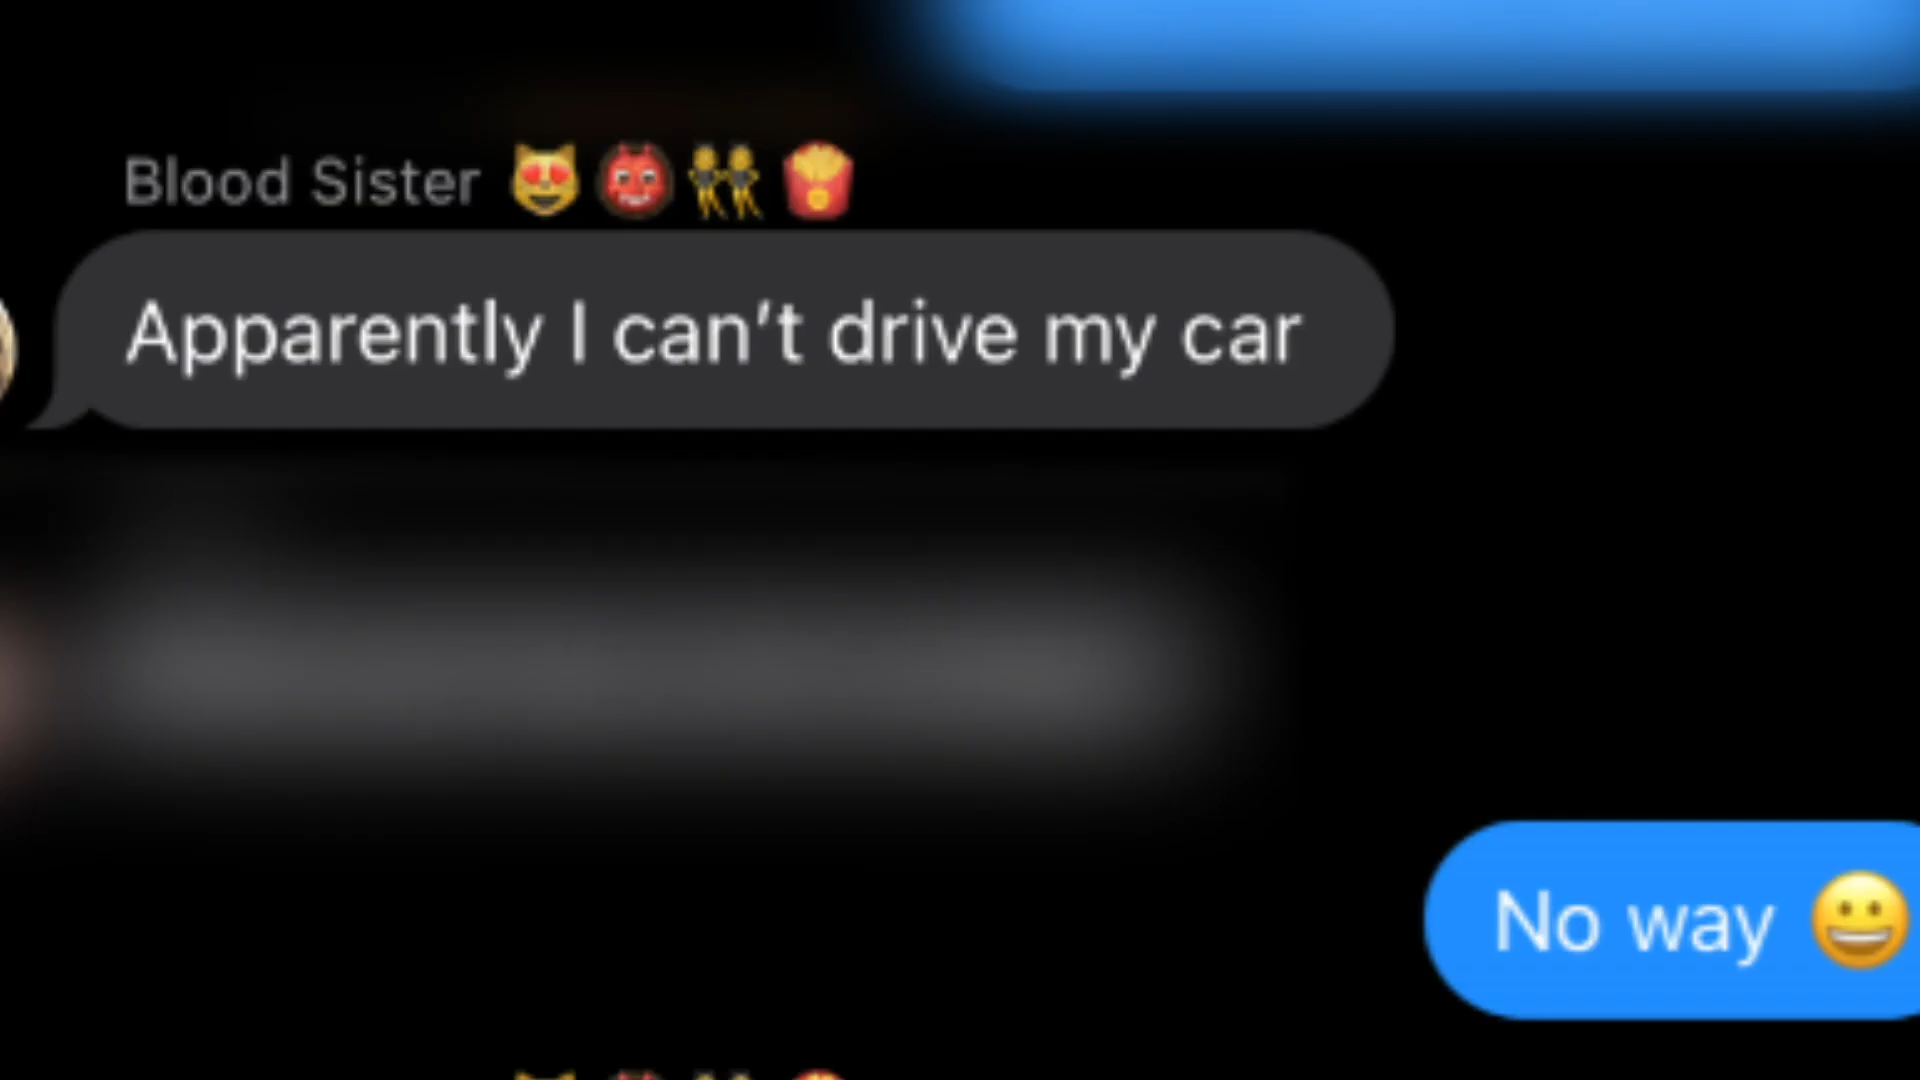 Blood Sister 😻👹👯🍟
Apparently I can’t drive my car
No way 😀